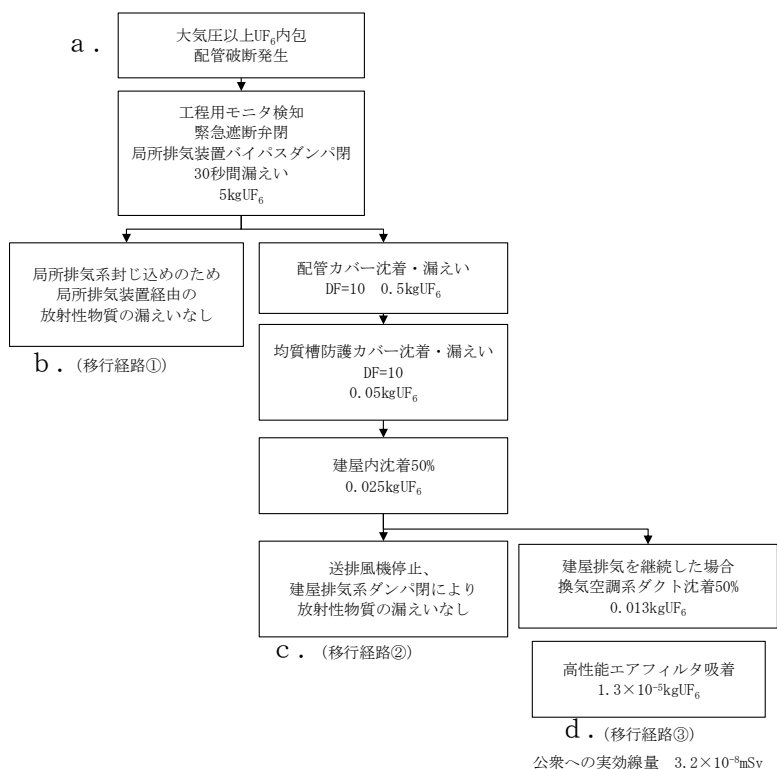 a.
大気圧以上UF₆内包
配管破断発生
工程用モニタ検知
緊急遮断弁閉
局所排気装置バイパスダンパ閉
30秒間漏えい
5kgUF₆
局所排気系封じ込めのため
局所排気装置経由の
放射性物質の漏えいなし
b.(移行経路①)
配管カバー沈着・漏えい
DF=10 0.5kgUF₆
均質槽防護カバー沈着・漏えい
DF=10
0.05kgUF₆
建屋内沈着50%
0.025kgUF₆
送排風機停止、
建屋排気系ダンパ閉により
放射性物質の漏えいなし
c.(移行経路②)
建屋排気を継続した場合
換気空調系ダクト沈着50%
0.013kgUF₆
高性能エアフィルタ吸着
1.3×10⁻⁵kgUF₆
d.(移行経路③)
公衆への実効線量 3.2×10⁻⁸mSv